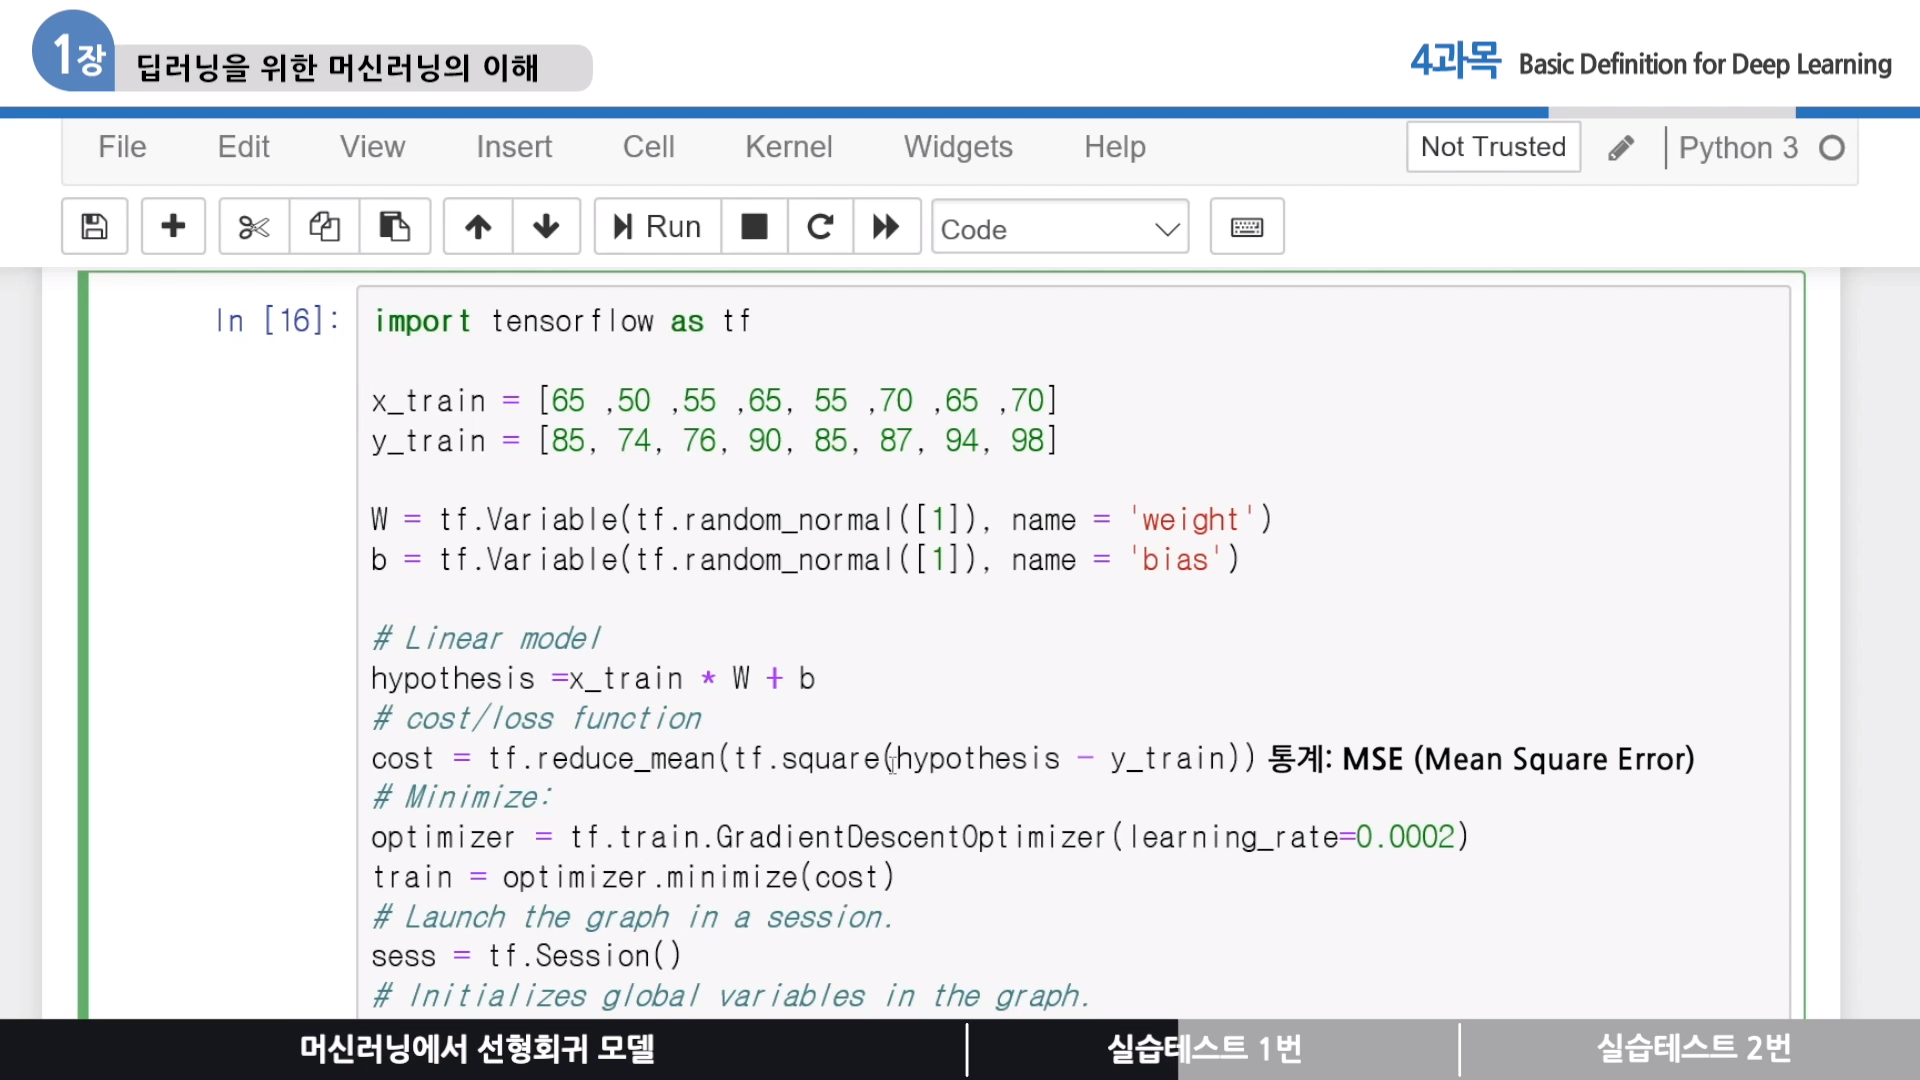 1장
딥러닝을 위한 머신러닝의 이해
4과목 Basic Definition for Deep Learning
File Edit View Insert Cell Kernel Widgets Help Not Trusted Python 3
Run Code
In [16]: import tensorflow as tf
x_train = [65 ,50 ,55 ,65, 55 ,70 ,65 ,70]
y_train = [85, 74, 76, 90, 85, 87, 94, 98]
W = tf.Variable(tf.random_normal([1]), name = 'weight')
b = tf.Variable(tf.random_normal([1]), name = 'bias')
# Linear model
hypothesis =x_train * W + b
# cost/loss function
cost = tf.reduce_mean(tf.square(hypothesis - y_train)) 통계: MSE (Mean Square Error)
# Minimize:
optimizer = tf.train.GradientDescentOptimizer(learning_rate=0.0002)
train = optimizer.minimize(cost)
# Launch the graph in a session.
sess = tf.Session()
# Initializes global variables in the graph.
머신러닝에서 선형회귀 모델
실습테스트 1번
실습테스트 2번